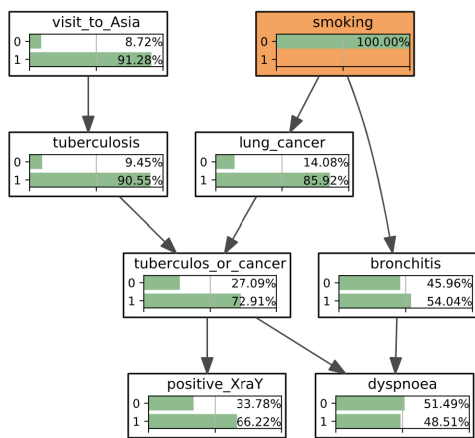 visit_to_Asia
0 8.72%
1 91.28%
smoking
0 100.00%
1
tuberculosis
0 9.45%
1 90.55%
lung_cancer
0 14.08%
1 85.92%
tuberculos_or_cancer
0 27.09%
1 72.91%
bronchitis
0 45.96%
1 54.04%
positive_XraY
0 33.78%
1 66.22%
dyspnoea
0 51.49%
1 48.51%